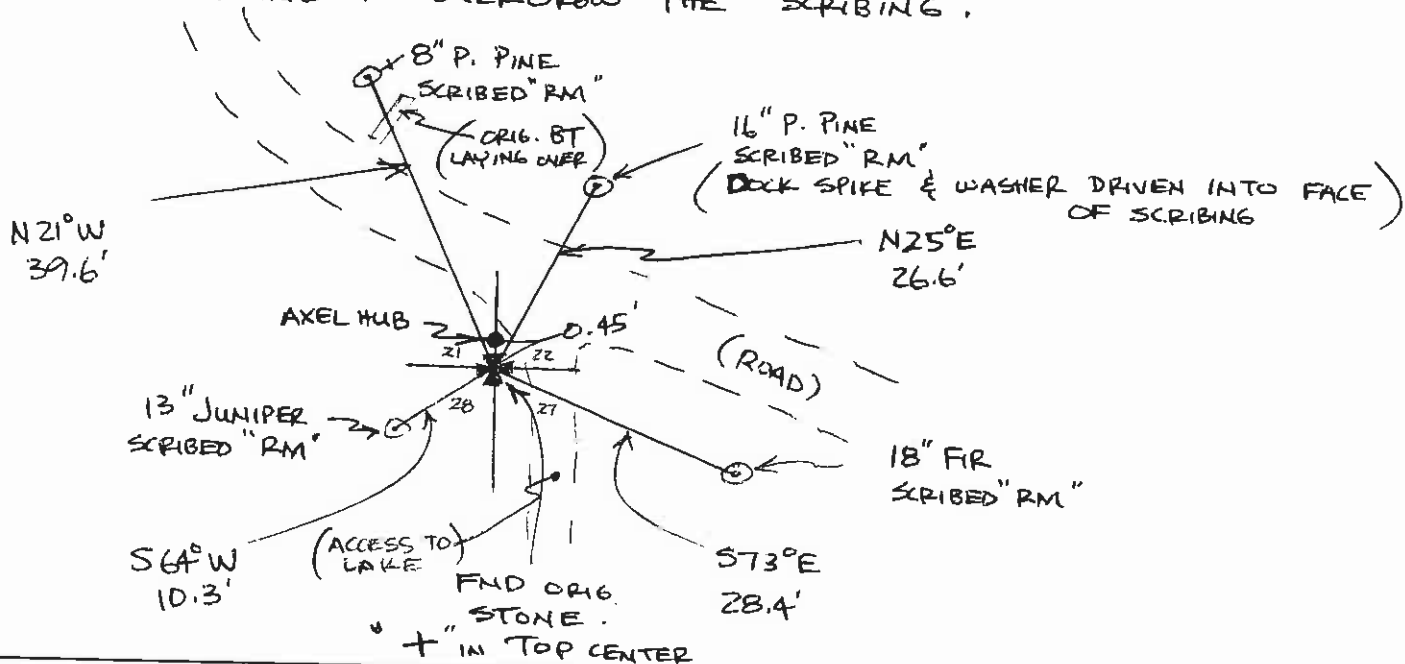 OVERGROW THE SCRIBING.
8" P. PINE
SCRIBED "RM"
(ORIG. BT
LAYING OVER)
16" P. PINE
SCRIBED "RM"
(DOCK SPIKE & WASHER DRIVEN INTO FACE
OF SCRIBING)
N21°W
39.6'
N25°E
26.6'
AXEL HUB
0.45'
21
22
(ROAD)
13" JUNIPER
SCRIBED "RM"
28
27
18" FIR
SCRIBED "RM"
S64°W
10.3'
(ACCESS TO
LAKE)
S73°E
28.4'
FND ORIG.
STONE.
"+" IN TOP CENTER